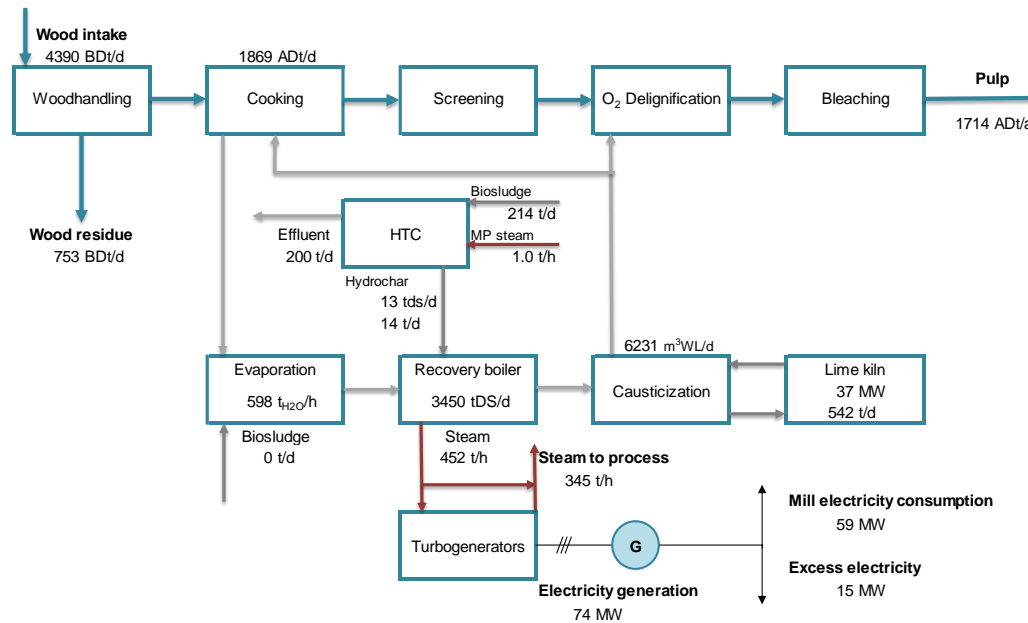 Wood intake
4390 BDt/d
Woodhandling
1869 ADt/d
Cooking
Screening
O₂ Delignification
Bleaching
Pulp
1714 ADt/a
Wood residue
753 BDt/d
Effluent
200 t/d
HTC
Biosludge
214 t/d
MP steam
1.0 t/h
Hydrochar
13 tds/d
14 t/d
Evaporation
598 tH2O/h
Biosludge
0 t/d
Recovery boiler
3450 tDS/d
Steam
452 t/h
6231 m³WL/d
Causticization
Lime kiln
37 MW
542 t/d
Steam to process
345 t/h
Turbogenerators
G
Electricity generation
74 MW
Mill electricity consumption
59 MW
Excess electricity
15 MW